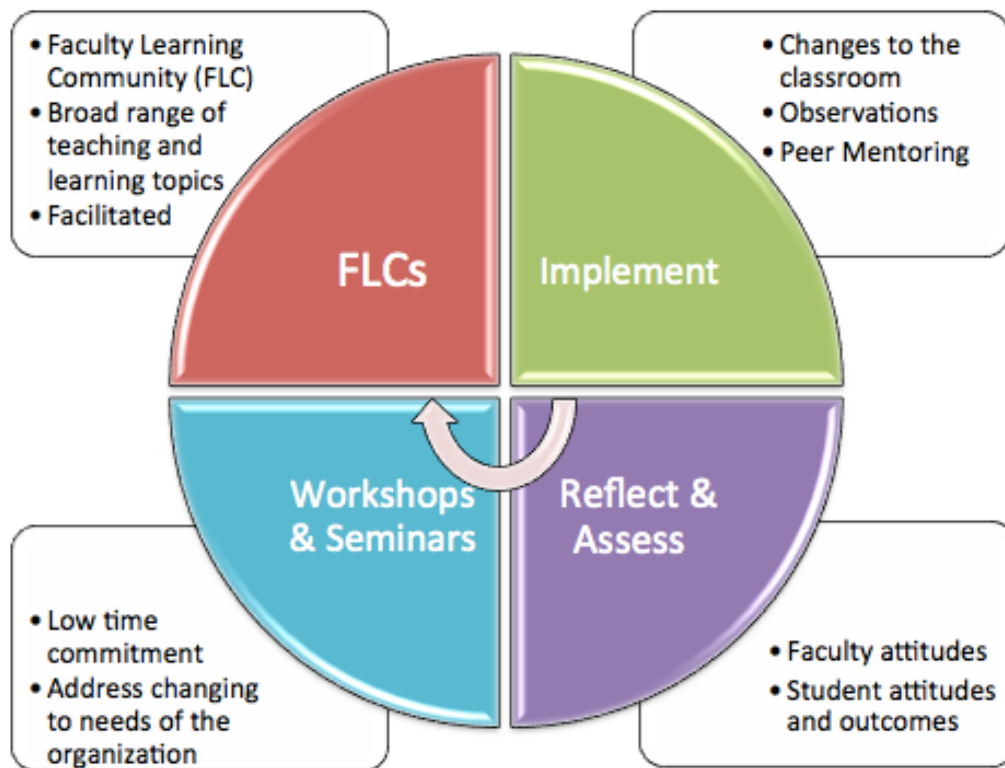 • Faculty Learning
Community (FLC)
• Broad range of
teaching and
learning topics
• Facilitated
• Changes to the
classroom
• Observations
• Peer Mentoring
FLCs
Implement
Workshops
& Seminars
Reflect &
Assess
• Low time
commitment
• Address changing
to needs of the
organization
• Faculty attitudes
• Student attitudes
and outcomes